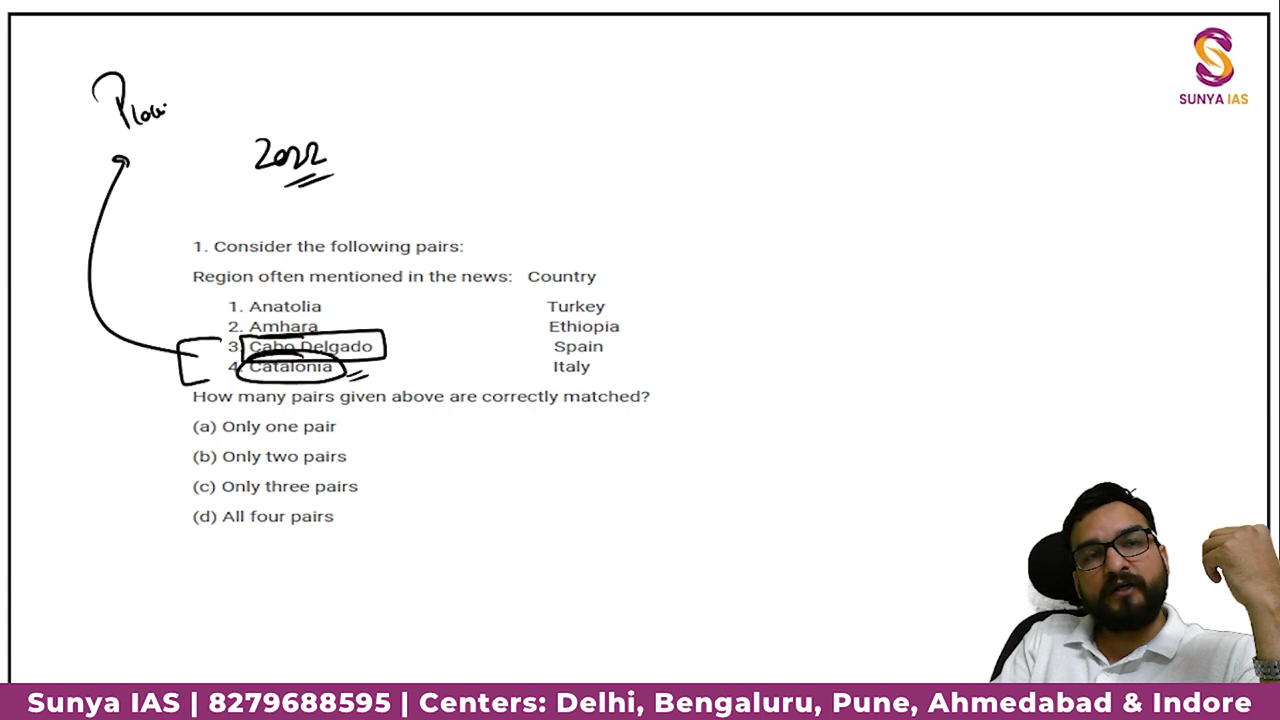 SUNYA IAS
2022
1. Consider the following pairs:
Region often mentioned in the news: Country
1. Anatolia Turkey
2. Amhara Ethiopia
3. Cabo Delgado Spain
4. Catalonia Italy
How many pairs given above are correctly matched?
(a) Only one pair
(b) Only two pairs
(c) Only three pairs
(d) All four pairs
Sunya IAS | 8279688595 | Centers: Delhi, Bengaluru, Pune, Ahmedabad & Indore